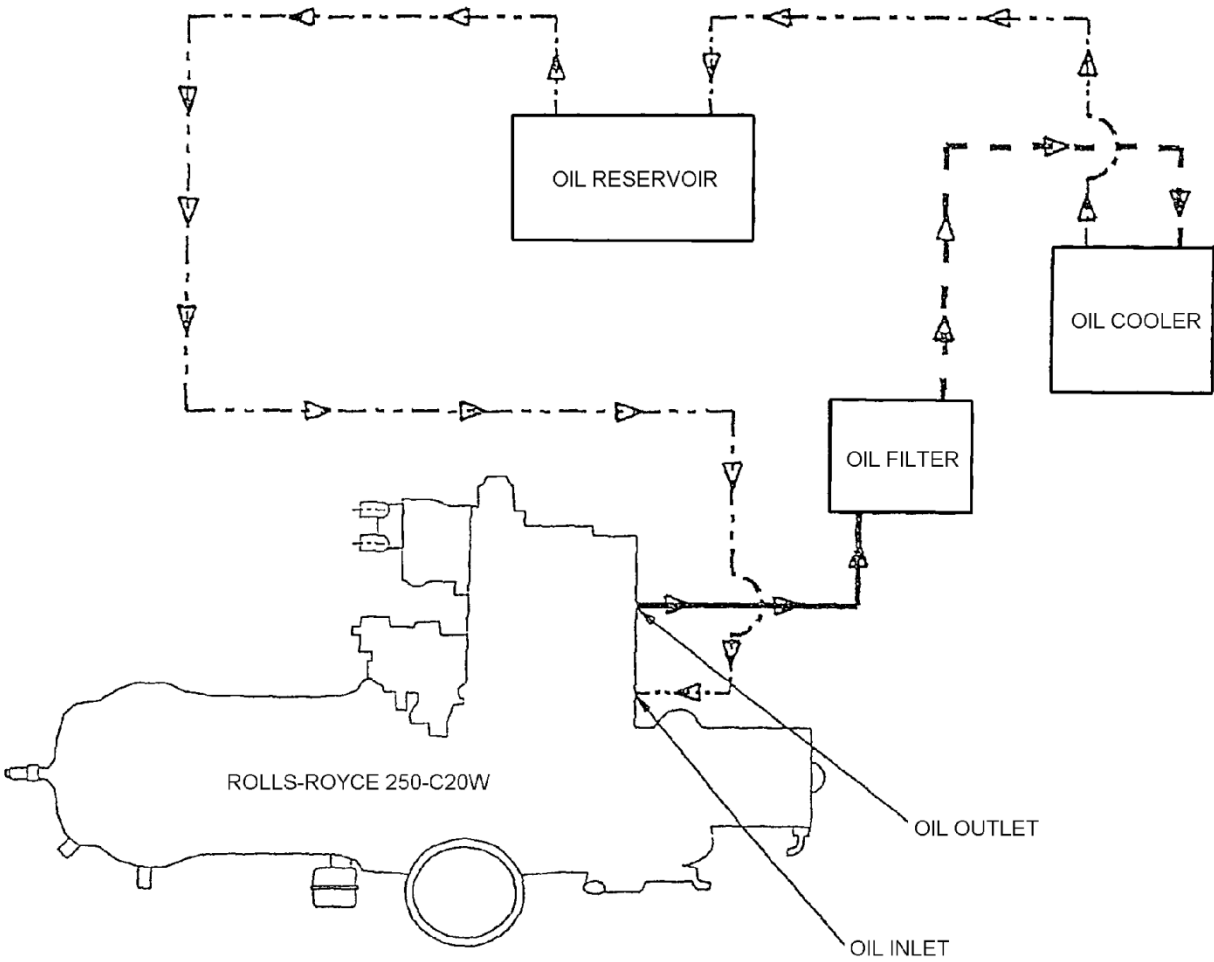 OIL RESERVOIR
OIL COOLER
OIL FILTER
ROLLS-ROYCE 250-C20W
OIL OUTLET
OIL INLET